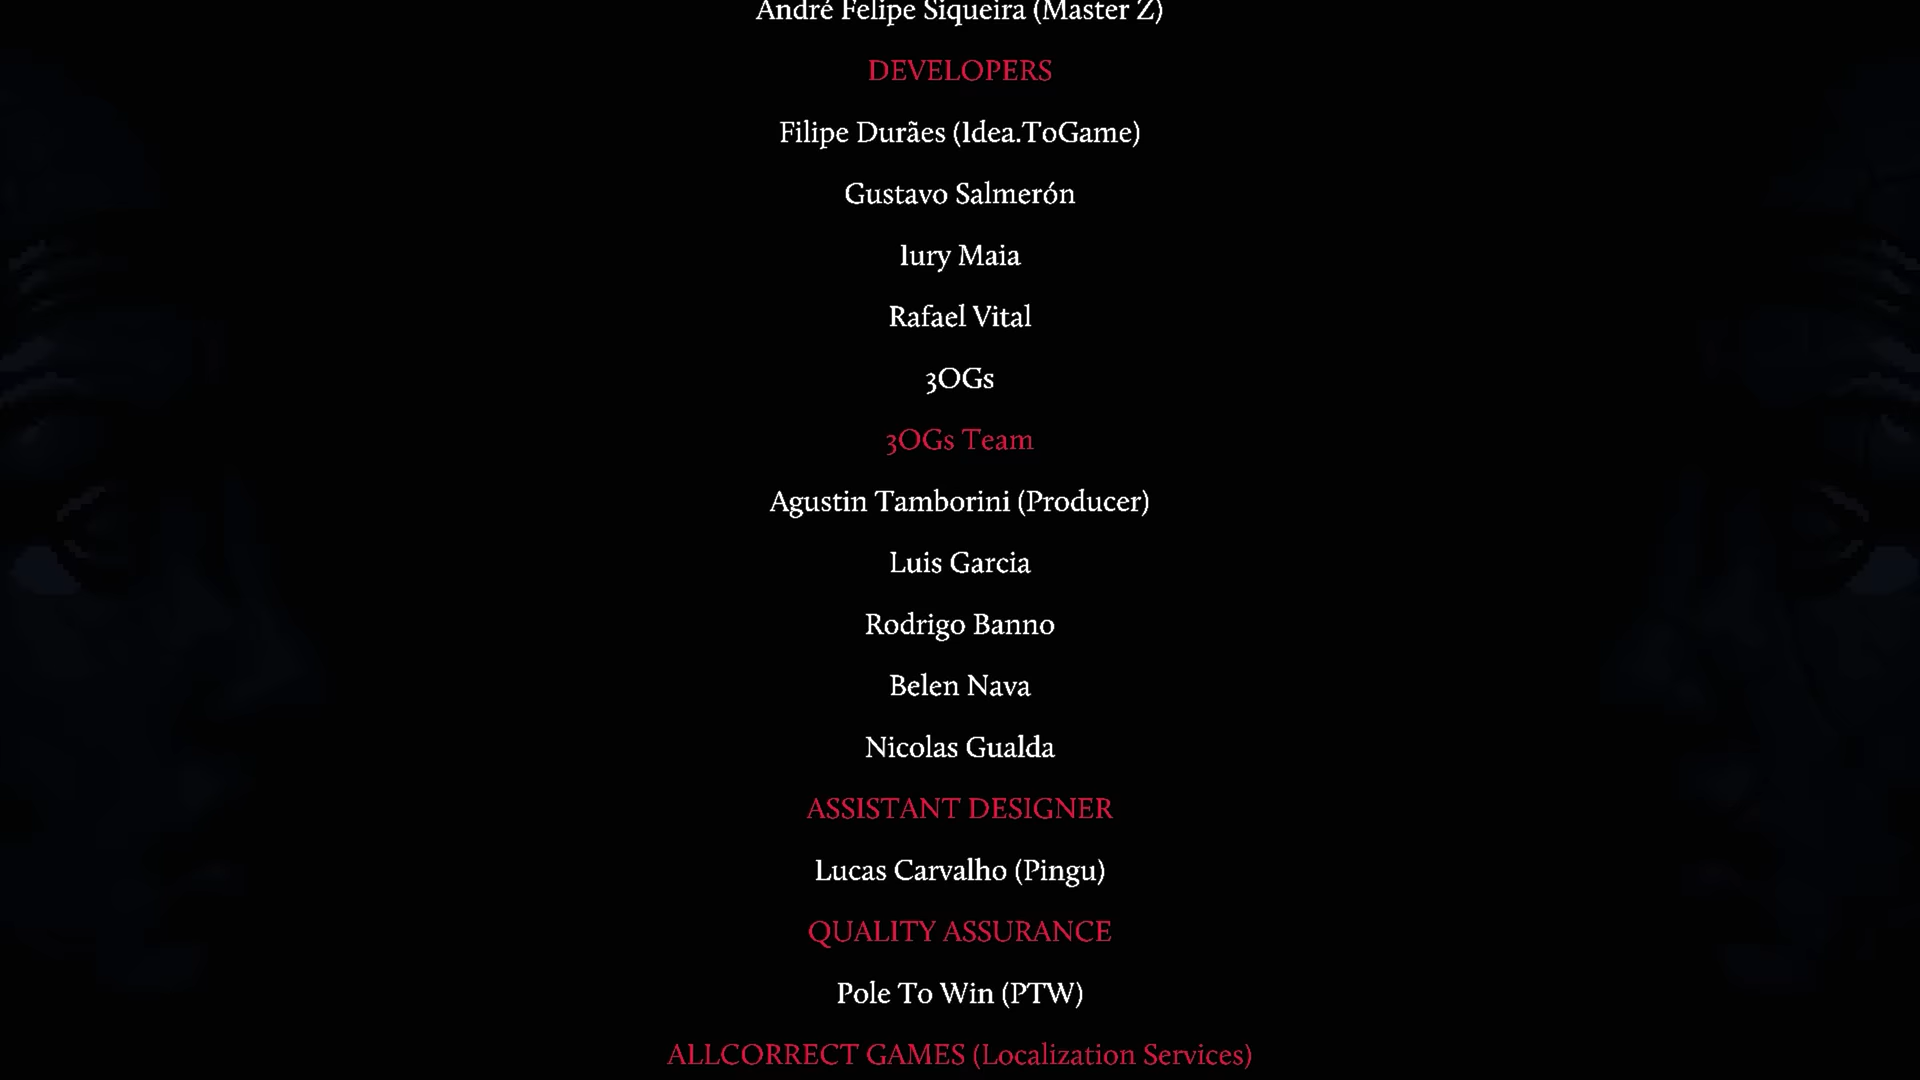 André Felipe Siqueira (Master Z)
DEVELOPERS
Filipe Durães (Idea.ToGame)
Gustavo Salmerón
Iury Maia
Rafael Vital
3OGs
3OGs Team
Agustin Tamborini (Producer)
Luis Garcia
Rodrigo Banno
Belen Nava
Nicolas Gualda
ASSISTANT DESIGNER
Lucas Carvalho (Pingu)
QUALITY ASSURANCE
Pole To Win (PTW)
ALLCORRECT GAMES (Localization Services)